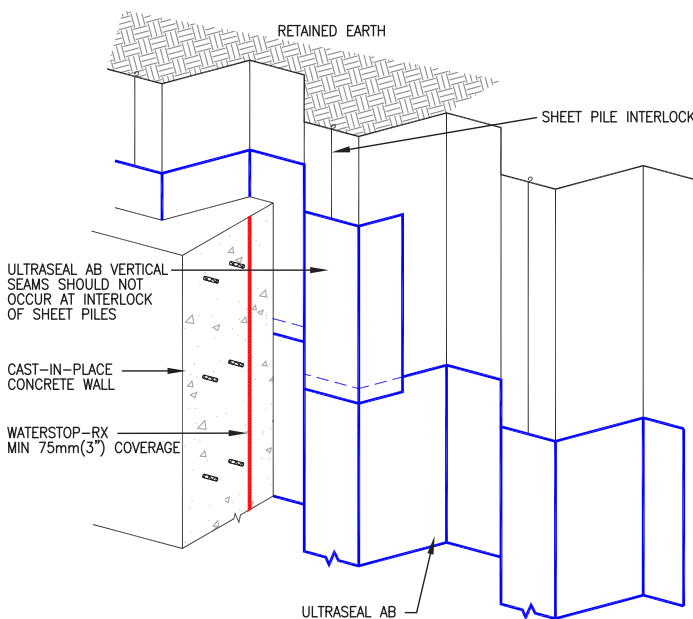 RETAINED EARTH
SHEET PILE INTERLOCK
ULTRASEAL AB VERTICAL
SEAMS SHOULD NOT
OCCUR AT INTERLOCK
OF SHEET PILES
CAST-IN-PLACE
CONCRETE WALL
WATERSTOP-RX
MIN 75mm(3") COVERAGE
ULTRASEAL AB